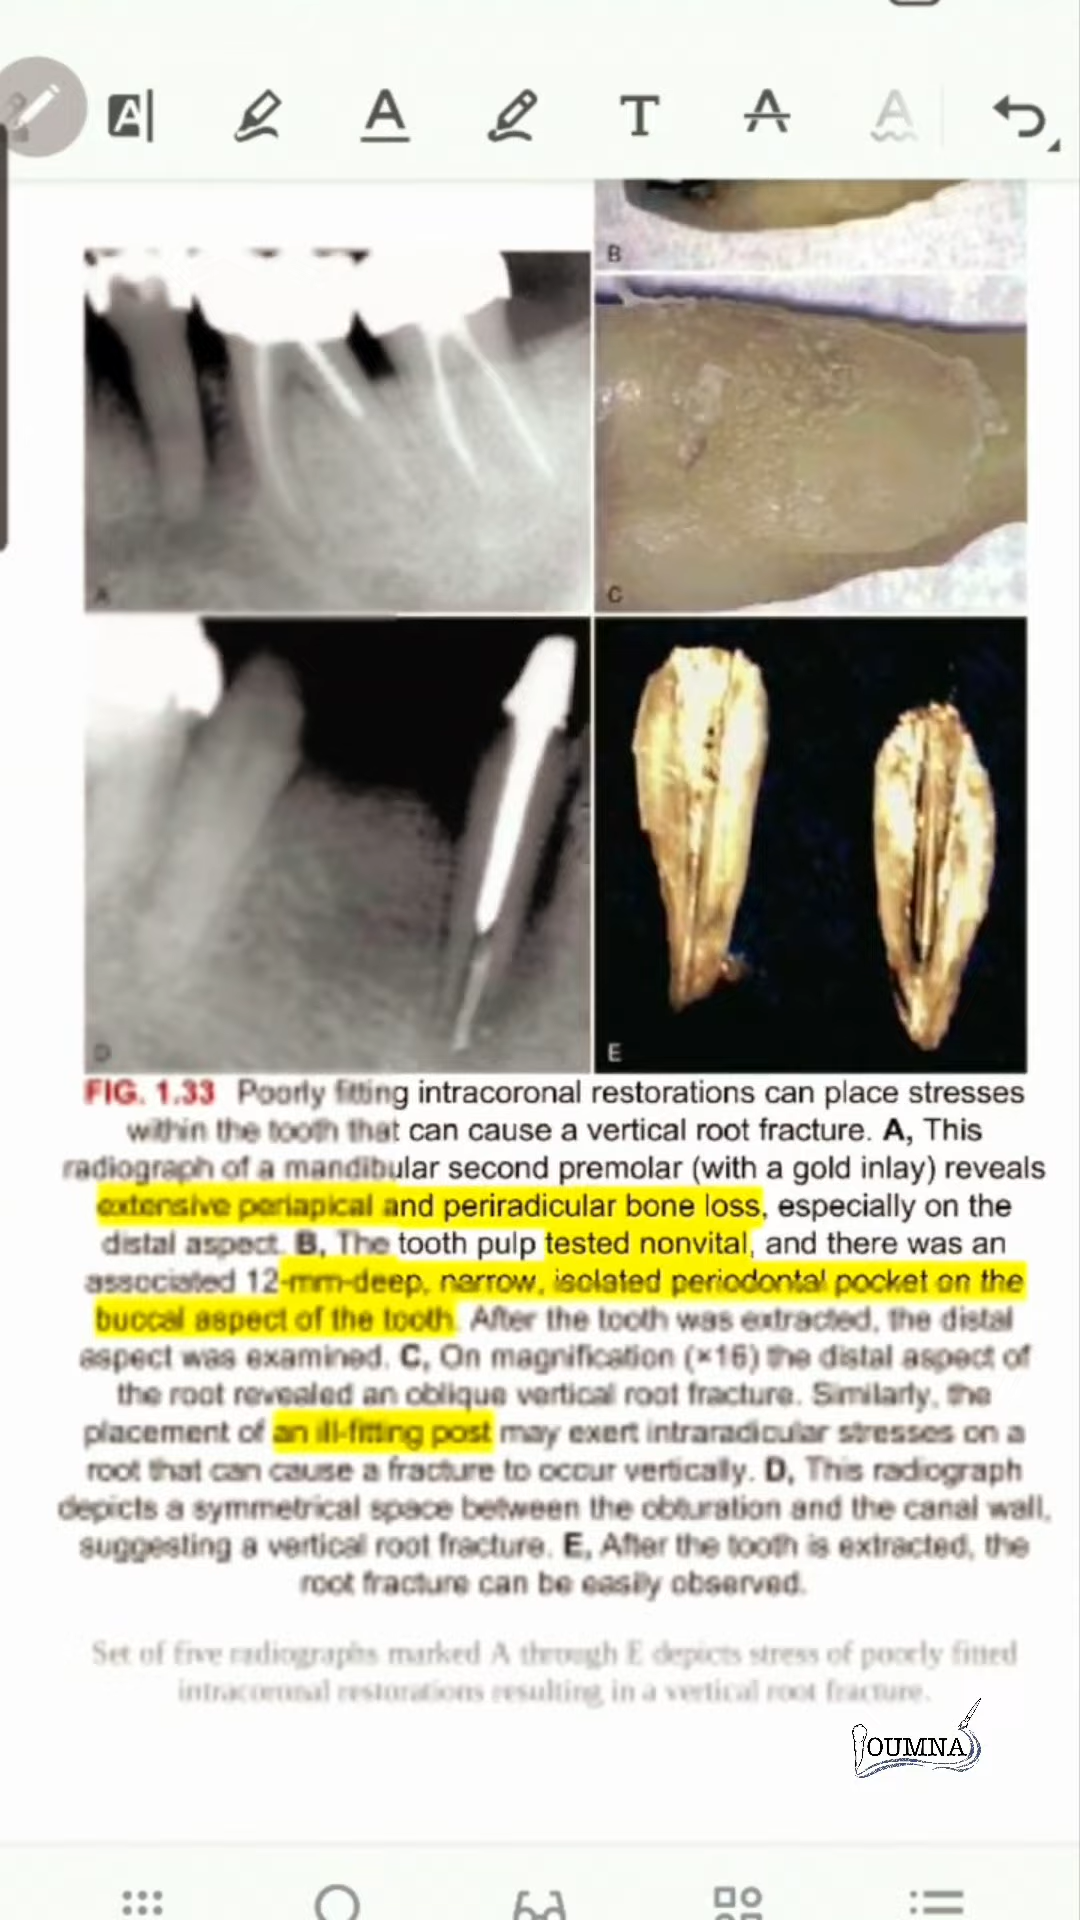 A
A
T
A
A
B
A
C
D
E
FIG. 1.33 Poorly fitting intracoronal restorations can place stresses
within the tooth that can cause a vertical root fracture. A, This
radiograph of a mandibular second premolar (with a gold inlay) reveals
extensive periapical and periradicular bone loss, especially on the
distal aspect. B, The tooth pulp tested nonvital, and there was an
associated 12-mm-deep, narrow, isolated periodontal pocket on the
buccal aspect of the tooth. After the tooth was extracted, the distal
aspect was examined. C, On magnification (×16) the distal aspect of
the root revealed an oblique vertical root fracture. Similarly, the
placement of an ill-fitting post may exert intraradicular stresses on a
root that can cause a fracture to occur vertically. D, This radiograph
depicts a symmetrical space between the obturation and the canal wall,
suggesting a vertical root fracture. E, After the tooth is extracted, the
root fracture can be easily observed.
Set of five radiographs marked A through E depicts stress of poorly fitted
intracoronal restorations resulting in a vertical root fracture.
OUMNA